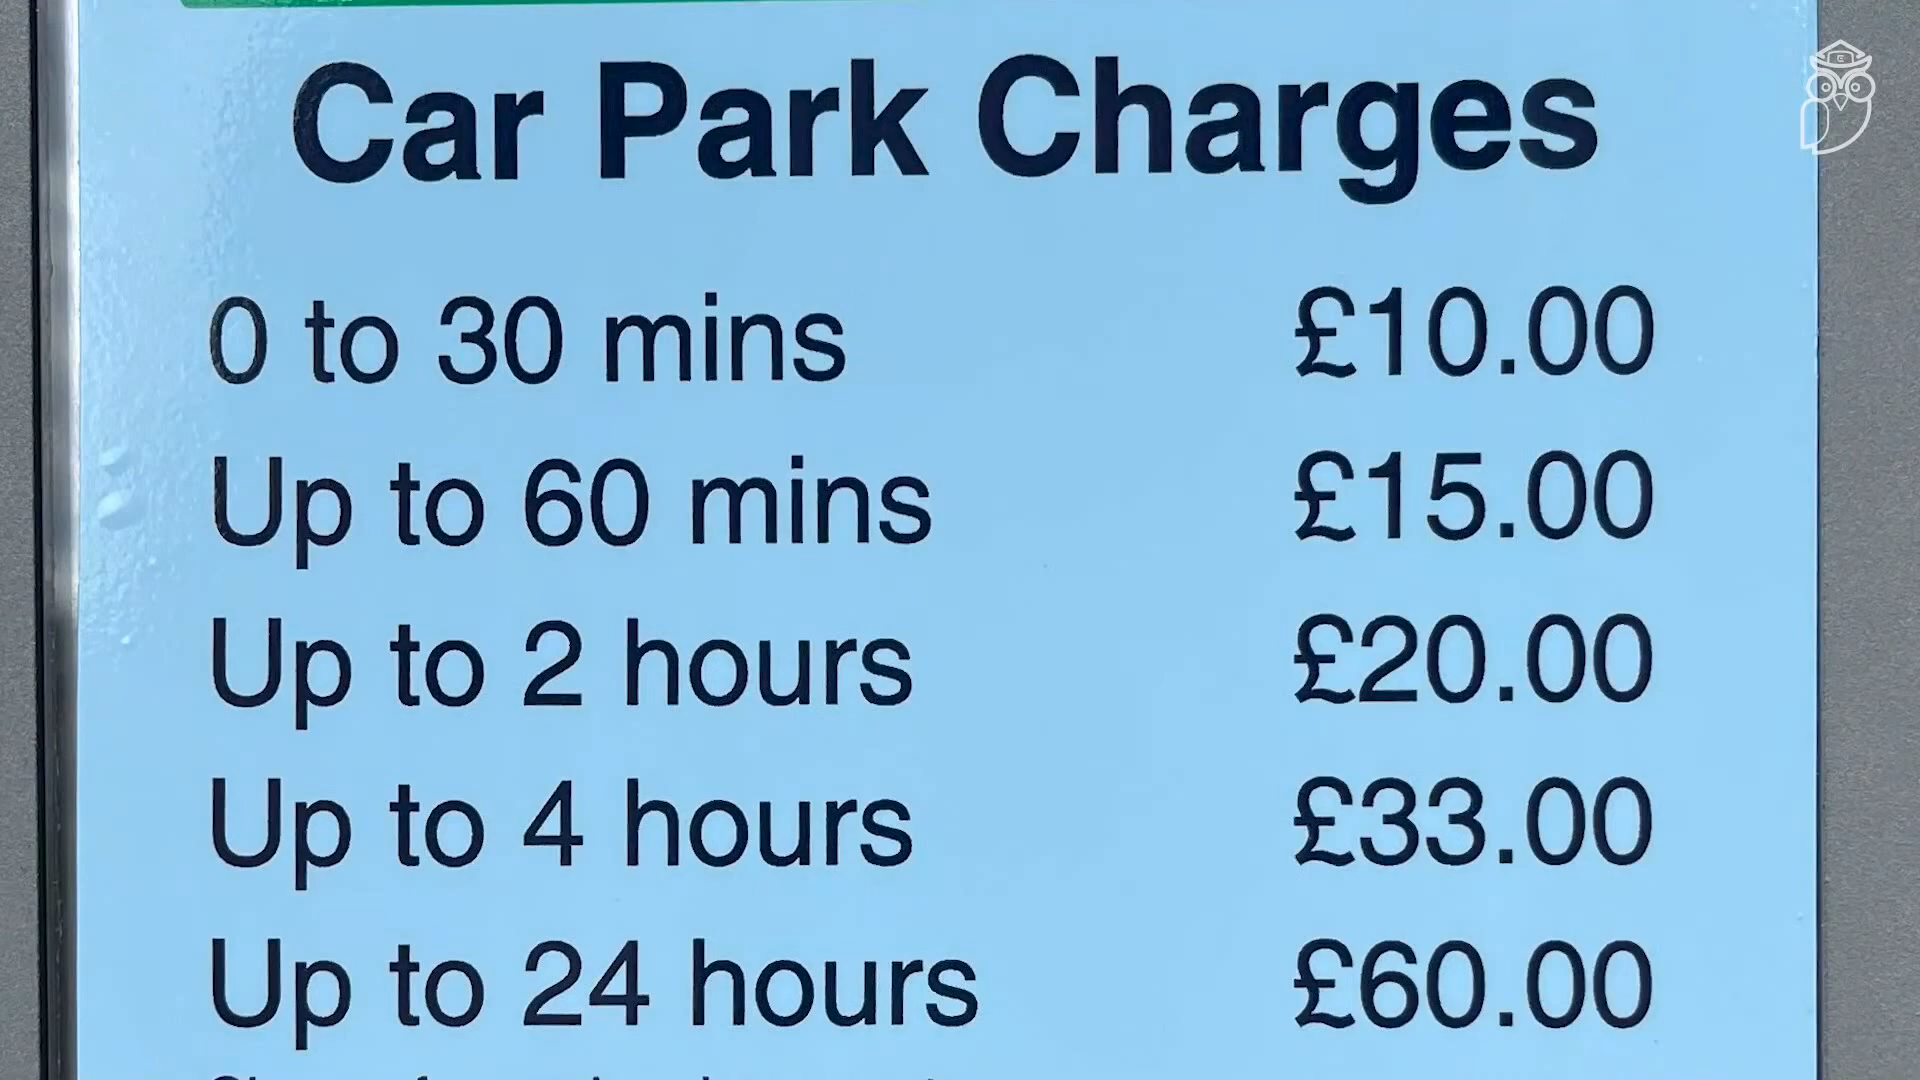 Car Park Charges
0 to 30 mins £10.00
Up to 60 mins £15.00
Up to 2 hours £20.00
Up to 4 hours £33.00
Up to 24 hours £60.00